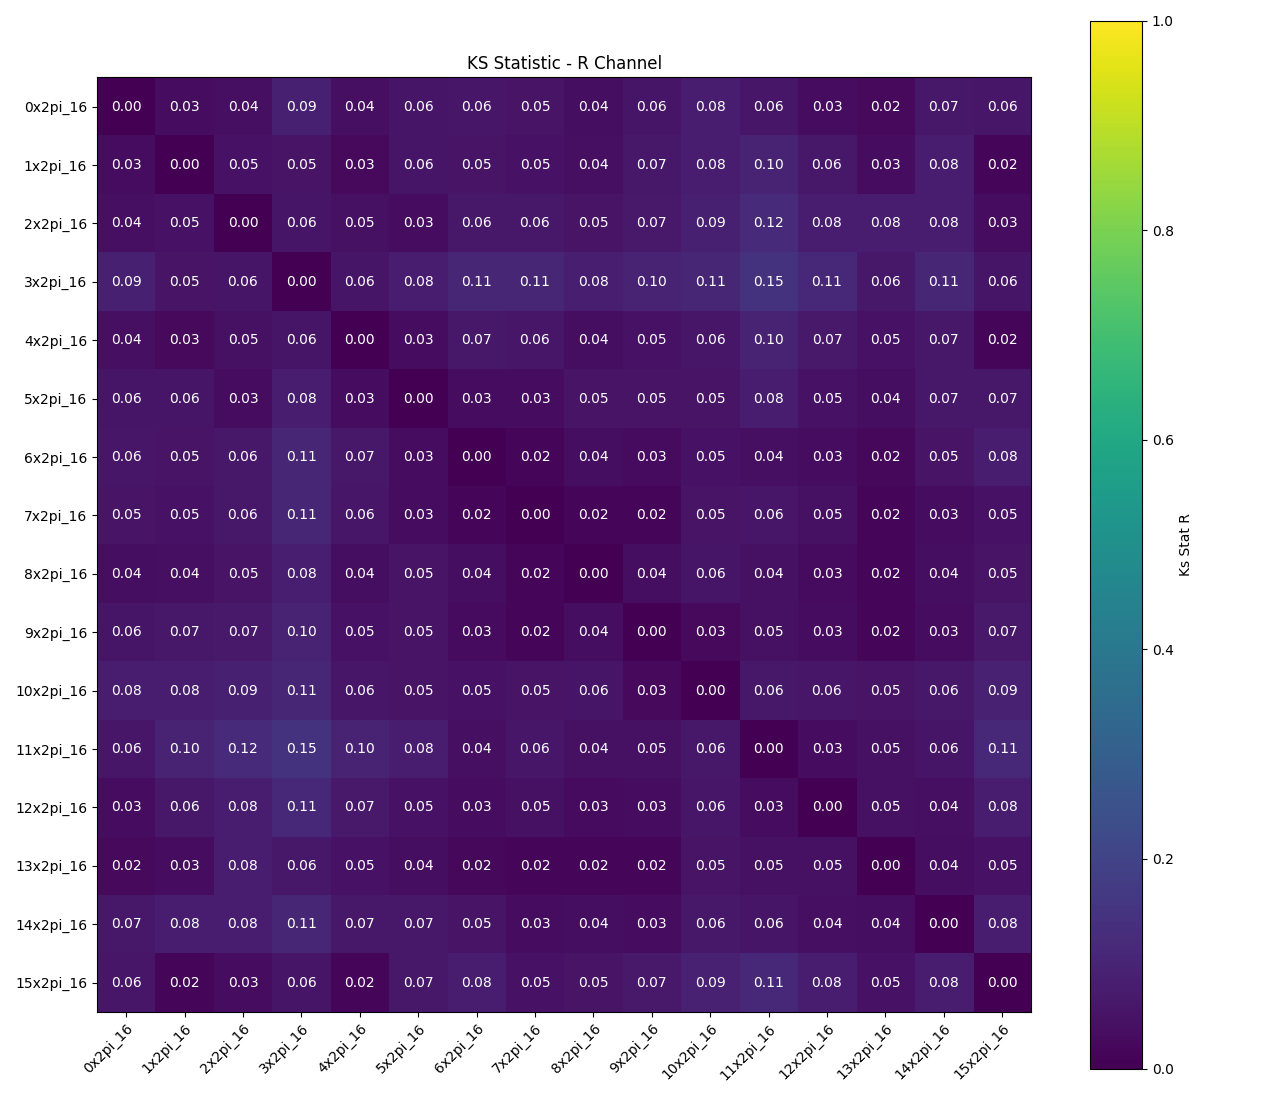 KS Statistic - R Channel
0x2pi_16 0.00 0.03 0.04 0.09 0.04 0.06 0.06 0.05 0.04 0.06 0.08 0.06 0.03 0.02 0.07 0.06
1x2pi_16 0.03 0.00 0.05 0.05 0.03 0.06 0.05 0.05 0.04 0.07 0.08 0.10 0.06 0.03 0.08 0.02
2x2pi_16 0.04 0.05 0.00 0.06 0.05 0.03 0.06 0.06 0.05 0.07 0.09 0.12 0.08 0.08 0.08 0.03
3x2pi_16 0.09 0.05 0.06 0.00 0.06 0.08 0.11 0.11 0.08 0.10 0.11 0.15 0.11 0.06 0.11 0.06
4x2pi_16 0.04 0.03 0.05 0.06 0.00 0.03 0.07 0.06 0.04 0.05 0.06 0.10 0.07 0.05 0.07 0.02
5x2pi_16 0.06 0.06 0.03 0.08 0.03 0.00 0.03 0.03 0.05 0.05 0.05 0.08 0.05 0.04 0.07 0.07
6x2pi_16 0.06 0.05 0.06 0.11 0.07 0.03 0.00 0.02 0.04 0.03 0.05 0.04 0.03 0.02 0.05 0.08
7x2pi_16 0.05 0.05 0.06 0.11 0.06 0.03 0.02 0.00 0.02 0.02 0.05 0.06 0.05 0.02 0.03 0.05
8x2pi_16 0.04 0.04 0.05 0.08 0.04 0.05 0.04 0.02 0.00 0.04 0.06 0.04 0.03 0.02 0.04 0.05
9x2pi_16 0.06 0.07 0.07 0.10 0.05 0.05 0.03 0.02 0.04 0.00 0.03 0.05 0.03 0.02 0.03 0.07
10x2pi_16 0.08 0.08 0.09 0.11 0.06 0.05 0.05 0.05 0.06 0.03 0.00 0.06 0.06 0.05 0.06 0.09
11x2pi_16 0.06 0.10 0.12 0.15 0.10 0.08 0.04 0.06 0.04 0.05 0.06 0.00 0.03 0.05 0.06 0.11
12x2pi_16 0.03 0.06 0.08 0.11 0.07 0.05 0.03 0.05 0.03 0.03 0.06 0.03 0.00 0.05 0.04 0.08
13x2pi_16 0.02 0.03 0.08 0.06 0.05 0.04 0.02 0.02 0.02 0.02 0.05 0.05 0.05 0.00 0.04 0.05
14x2pi_16 0.07 0.08 0.08 0.11 0.07 0.07 0.05 0.03 0.04 0.03 0.06 0.06 0.04 0.04 0.00 0.08
15x2pi_16 0.06 0.02 0.03 0.06 0.02 0.07 0.08 0.05 0.05 0.07 0.09 0.11 0.08 0.05 0.08 0.00
0x2pi_16 1x2pi_16 2x2pi_16 3x2pi_16 4x2pi_16 5x2pi_16 6x2pi_16 7x2pi_16 8x2pi_16 9x2pi_16 10x2pi_16 11x2pi_16 12x2pi_16 13x2pi_16 14x2pi_16 15x2pi_16
1.0
0.8
0.6
0.4
0.2
0.0
Ks Stat R